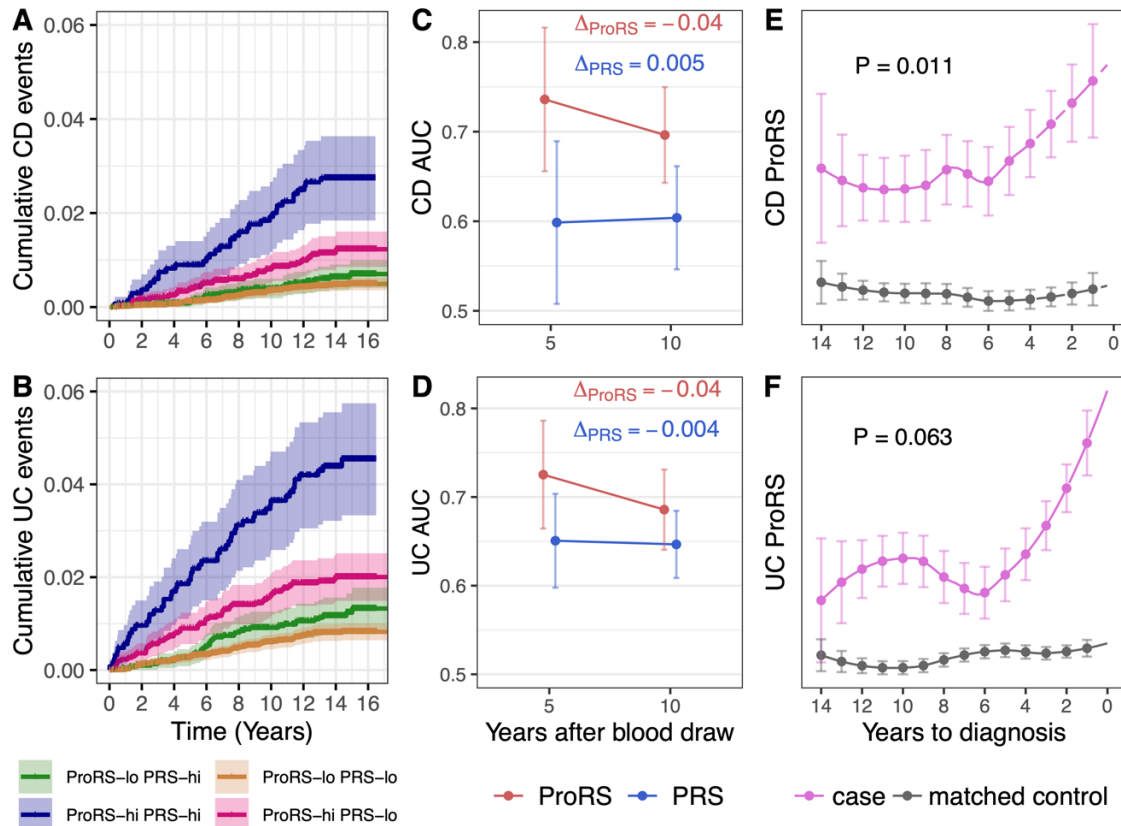 A
Cumulative CD events
0.06
0.04
0.02
0.00
0 2 4 6 8 10 12 14 16
B
Cumulative UC events
0.06
0.04
0.02
0.00
0 2 4 6 8 10 12 14 16
Time (Years)
ProRS−lo PRS−hi
ProRS−lo PRS−lo
ProRS−hi PRS−hi
ProRS−hi PRS−lo
C
CD AUC
Δ_ProRS = −0.04
Δ_PRS = 0.005
0.8
0.7
0.6
0.5
5 10
D
UC AUC
Δ_ProRS = −0.04
Δ_PRS = −0.004
0.8
0.7
0.6
0.5
5 10
Years after blood draw
ProRS PRS
E
CD ProRS
P = 0.011
14 12 10 8 6 4 2 0
F
UC ProRS
P = 0.063
14 12 10 8 6 4 2 0
Years to diagnosis
case matched control